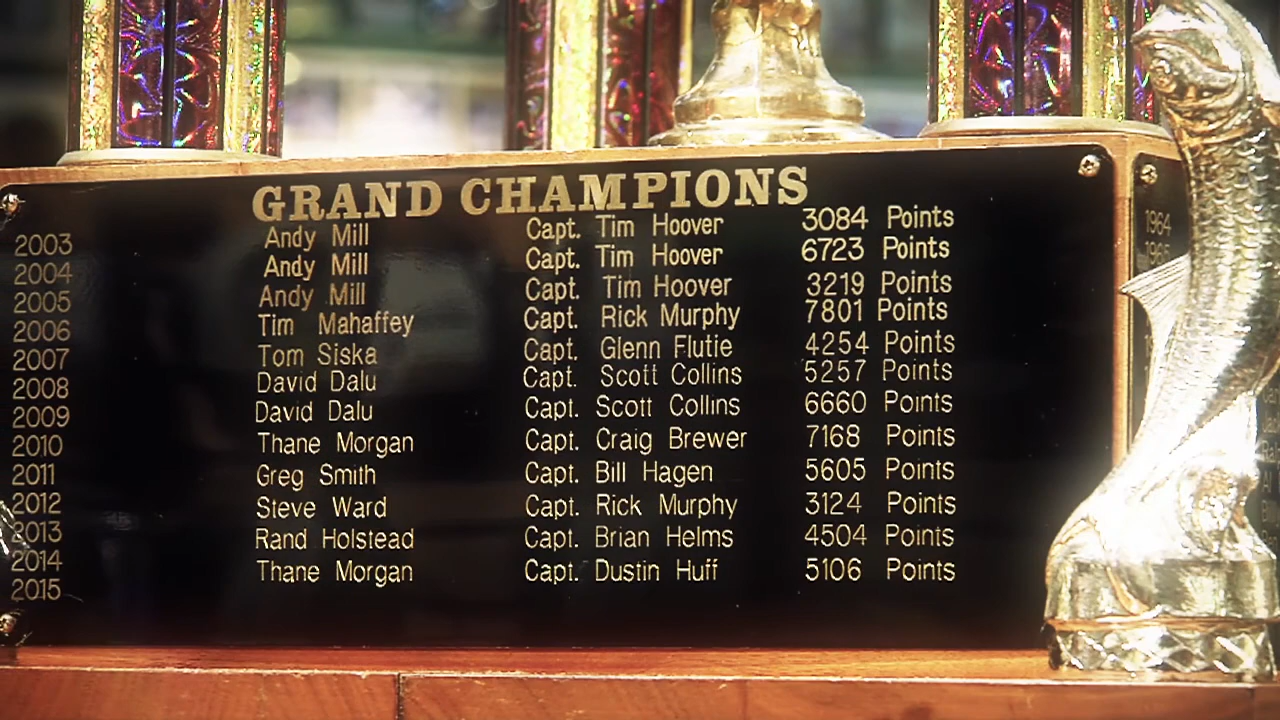 GRAND CHAMPIONS
2003 Andy Mill Capt. Tim Hoover 3084 Points
2004 Andy Mill Capt. Tim Hoover 6723 Points
2005 Andy Mill Capt. Tim Hoover 3219 Points
2006 Tim Mahaffey Capt. Rick Murphy 7801 Points
2007 Tom Siska Capt. Glenn Flutie 4254 Points
2008 David Dalu Capt. Scott Collins 5257 Points
2009 David Dalu Capt. Scott Collins 6660 Points
2010 Thane Morgan Capt. Craig Brewer 7168 Points
2011 Greg Smith Capt. Bill Hagen 5605 Points
2012 Steve Ward Capt. Rick Murphy 3124 Points
2013 Rand Holstead Capt. Brian Helms 4504 Points
2014 Thane Morgan Capt. Dustin Huff 5106 Points
2015
1964
1965